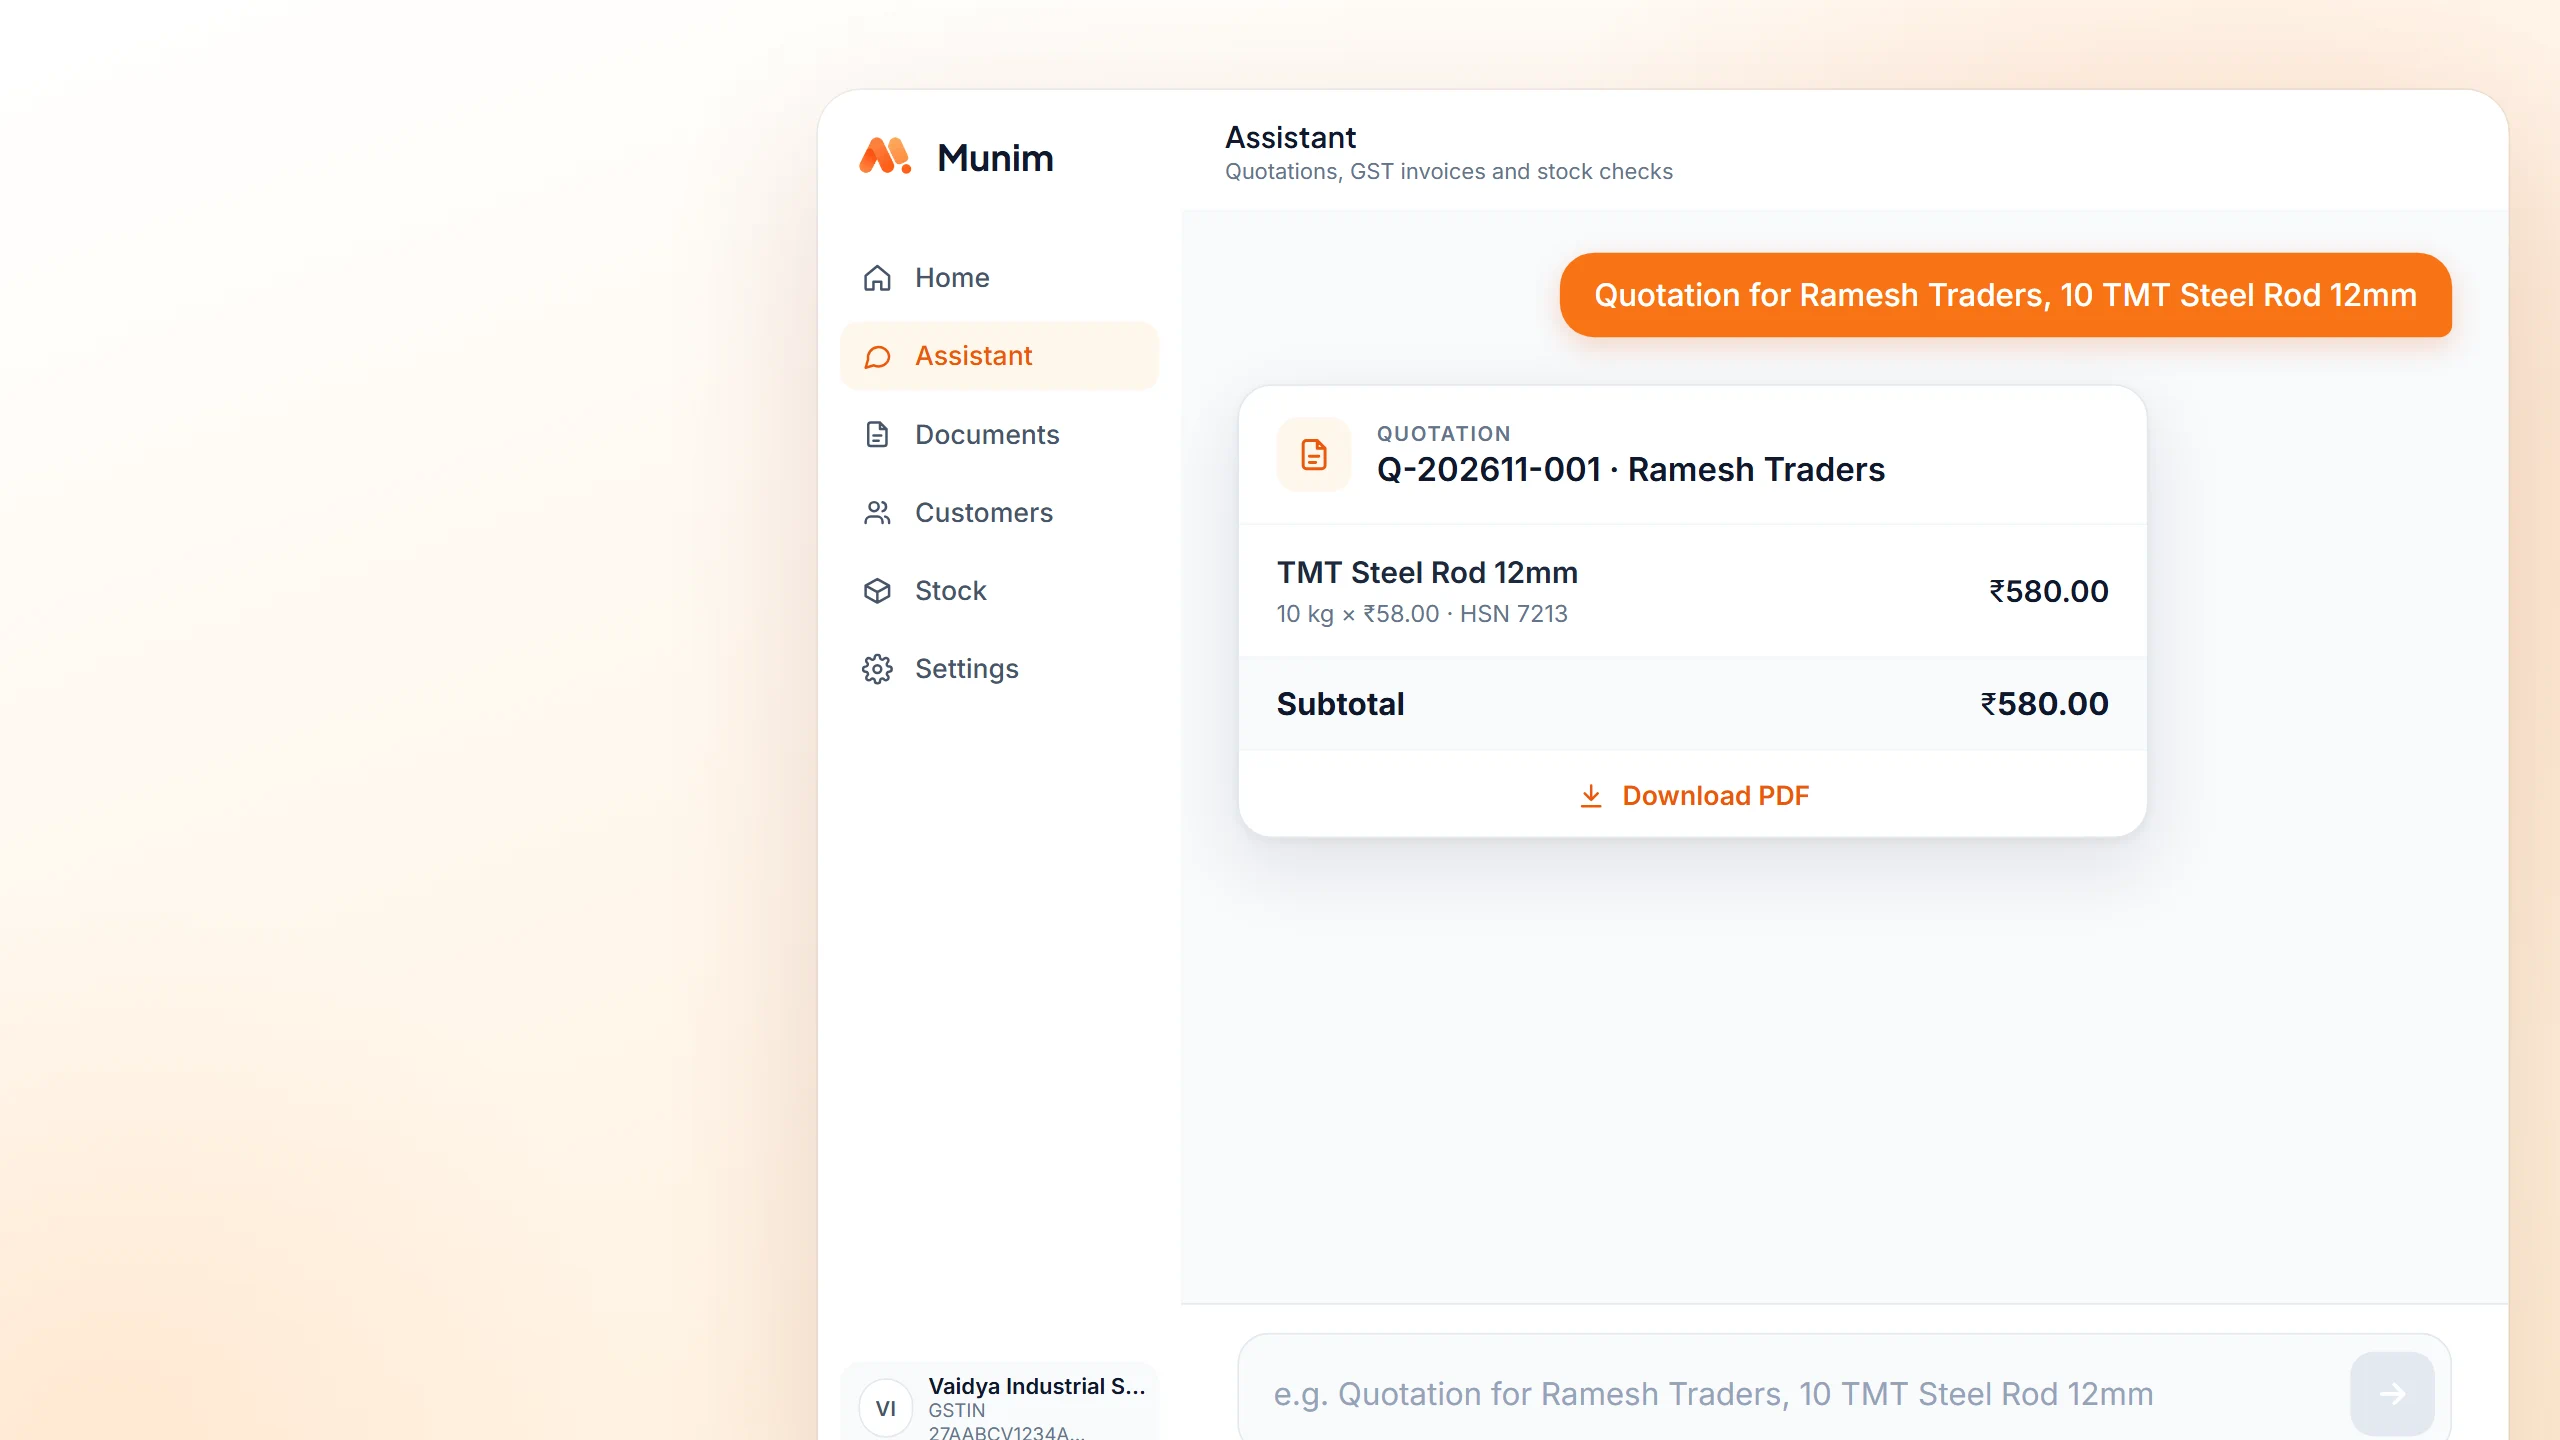 Munim
Home
Assistant
Documents
Customers
Stock
Settings
Vaidya Industrial S...
VI
GSTIN
27AABCV1234A...
Assistant
Quotations, GST invoices and stock checks
Quotation for Ramesh Traders, 10 TMT Steel Rod 12mm
QUOTATION
Q-202611-001 · Ramesh Traders
TMT Steel Rod 12mm
₹580.00
10 kg × ₹58.00 · HSN 7213
Subtotal ₹580.00
Download PDF
e.g. Quotation for Ramesh Traders, 10 TMT Steel Rod 12mm